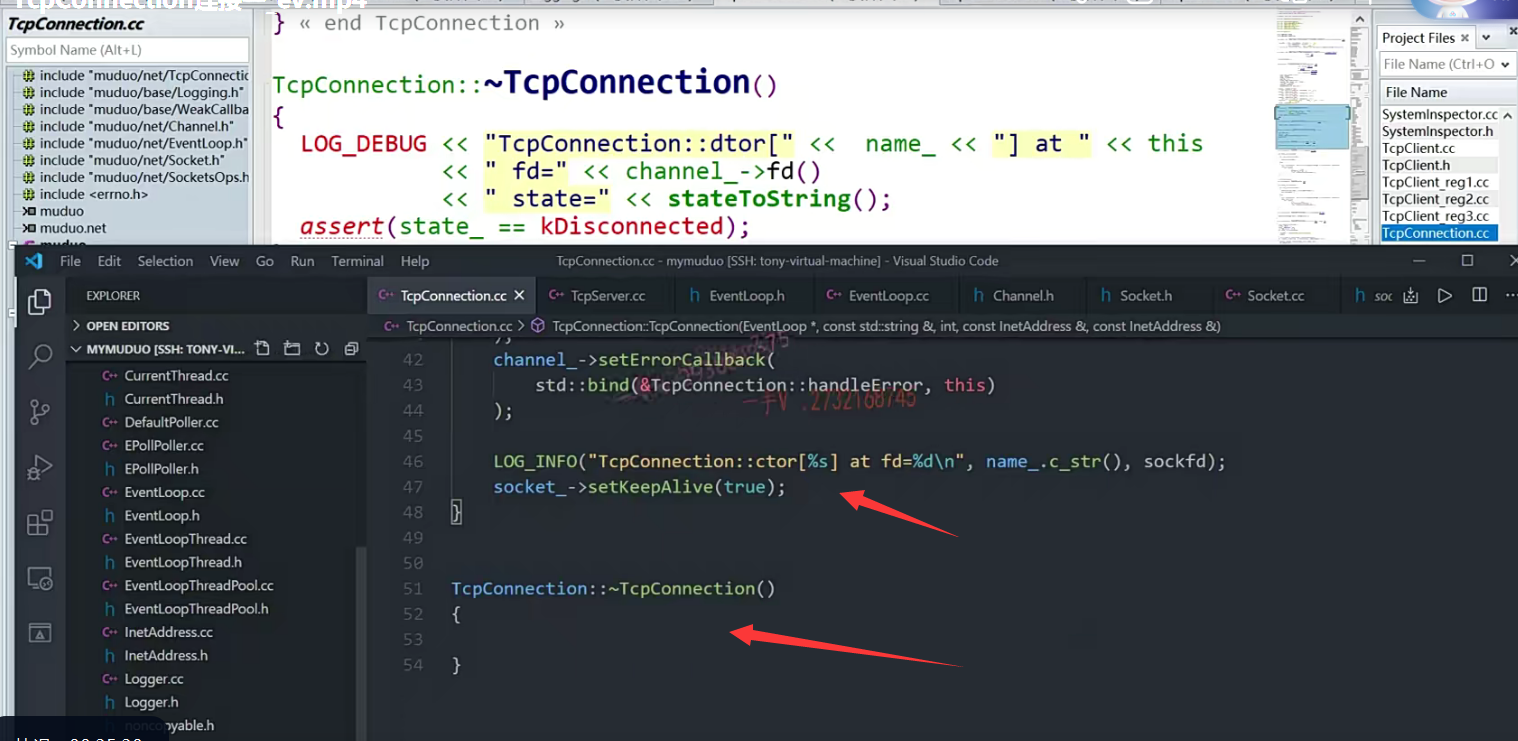 TcpConnection.cc
Symbol Name (Alt+L)
include "muduo/net/TcpConnectic
include "muduo/base/Logging.h"
include "muduo/base/WeakCallba
include "muduo/net/Channel.h"
include "muduo/net/EventLoop.h"
include "muduo/net/Socket.h"
include "muduo/net/SocketsOps.h
include <errno.h>
muduo
muduo.net
muduo
} « end TcpConnection »
TcpConnection::~TcpConnection()
{
LOG_DEBUG << "TcpConnection::dtor[" << name_ << "] at " << this
<< " fd=" << channel_->fd()
<< " state=" << stateToString();
assert(state_ == kDisconnected);
Project Files
File Name (Ctrl+O
File Name
SystemInspector.cc
SystemInspector.h
TcpClient.cc
TcpClient.h
TcpClient_reg1.cc
TcpClient_reg2.cc
TcpClient_reg3.cc
TcpConnection.cc
File Edit Selection View Go Run Terminal Help
TcpConnection.cc - mymuduo [SSH: tony-virtual-machine] - Visual Studio Code
EXPLORER
OPEN EDITORS
MYMUDUO [SSH: TONY-VI...
CurrentThread.cc
CurrentThread.h
DefaultPoller.cc
EPollPoller.cc
EPollPoller.h
EventLoop.cc
EventLoop.h
EventLoopThread.cc
EventLoopThread.h
EventLoopThreadPool.cc
EventLoopThreadPool.h
InetAddress.cc
InetAddress.h
Logger.cc
Logger.h
noncopyable.h
TcpConnection.cc TcpServer.cc EventLoop.h EventLoop.cc Channel.h Socket.h Socket.cc soc
TcpConnection.cc > TcpConnection::TcpConnection(EventLoop *, const std::string &, int, const InetAddress &, const InetAddress &)
42 channel_->setErrorCallback(
43 std::bind(&TcpConnection::handleError, this)
44 );
一手V .2732168745
45
46 LOG_INFO("TcpConnection::ctor[%s] at fd=%d\n", name_.c_str(), sockfd);
47 socket_->setKeepAlive(true);
48 }
49
50
51 TcpConnection::~TcpConnection()
52 {
53
54 }